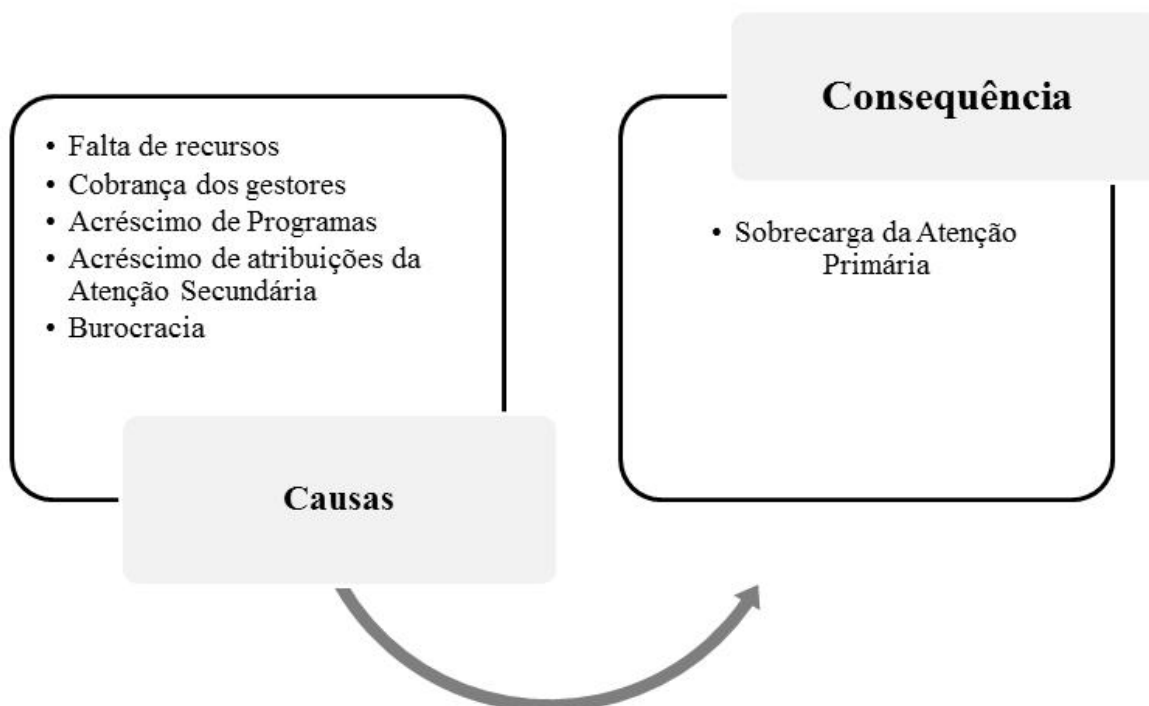 • Falta de recursos
• Cobrança dos gestores
• Acréscimo de Programas
• Acréscimo de atribuições da
Atenção Secundária
• Burocracia
Causas
Consequência
• Sobrecarga da Atenção
Primária